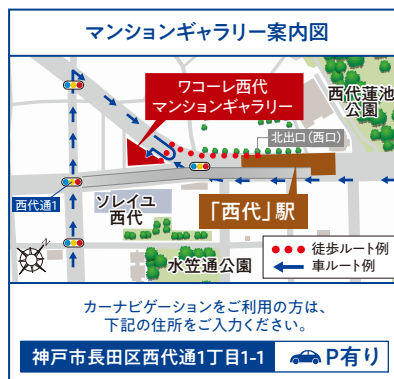 マンションギャラリー案内図
ワコーレ西代
マンションギャラリー
西代蓮池
公園
北出口(西口)
西代通1
ソレイユ
西代
「西代」駅
水笠通公園
徒歩ルート例
車ルート例
カーナビゲーションをご利用の方は、
下記の住所をご入力ください。
神戸市長田区西代通1丁目1-1
P有り